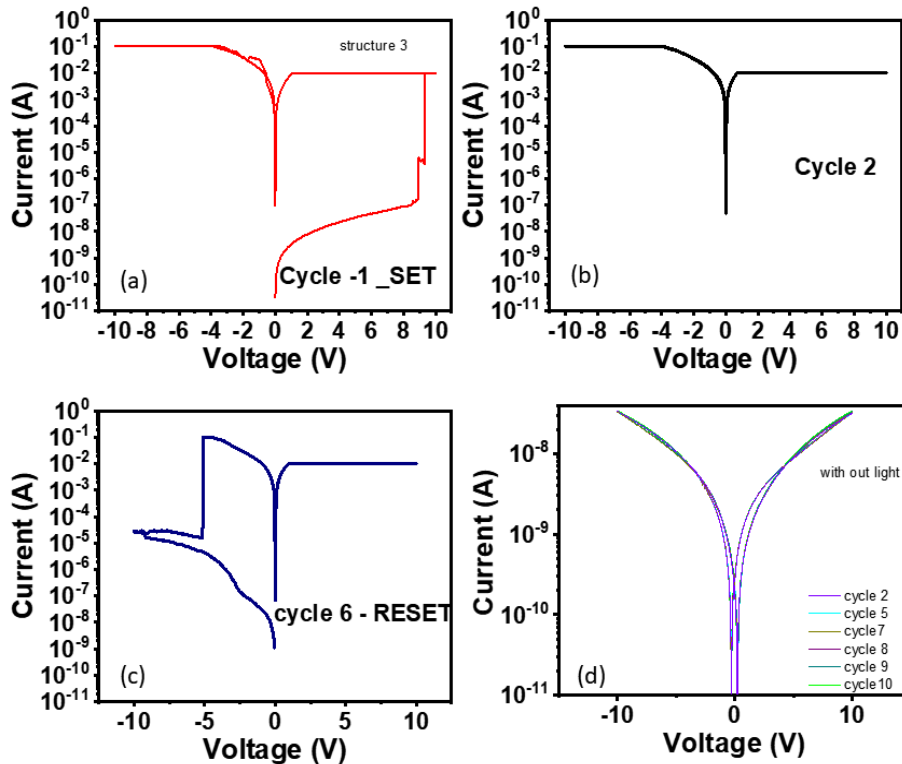 10^0
10^-1
10^-2
10^-3
10^-4
10^-5
10^-6
10^-7
10^-8
10^-9
10^-10
10^-11
Current (A)
structure 3
(a)
Cycle -1 _SET
-10 -8 -6 -4 -2 0 2 4 6 8 10
Voltage (V)
10^0
10^-1
10^-2
10^-3
10^-4
10^-5
10^-6
10^-7
10^-8
10^-9
10^-10
10^-11
Current (A)
Cycle 2
(b)
-10 -8 -6 -4 -2 0 2 4 6 8 10
Voltage (V)
10^0
10^-1
10^-2
10^-3
10^-4
10^-5
10^-6
10^-7
10^-8
10^-9
10^-10
10^-11
Current (A)
cycle 6 - RESET
(c)
-10 -5 0 5 10
Voltage (V)
10^-8
10^-9
10^-10
10^-11
Current (A)
with out light
cycle 2
cycle 5
cycle7
cycle 8
cycle 9
cycle10
(d)
-10 0 10
Voltage (V)